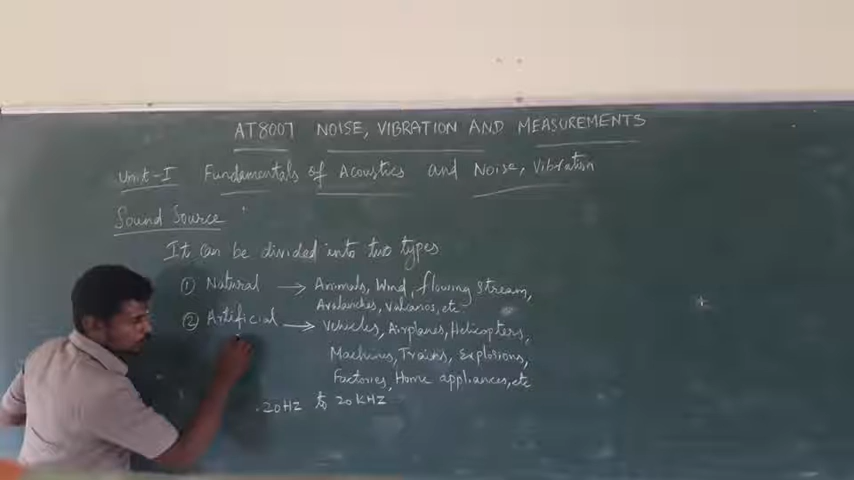 AT8007 NOISE, VIBRATION AND MEASUREMENTS
Unit-I Fundamentals of Acoustics and Noise, Vibration
Sound Source
It can be divided into two types
① Natural → Animals, Wind, flowing stream,
Avalanches, Valcanos, etc.
② Artificial → Vehicles, Airplanes, Helicopters,
Machines, Trains, Explosions,
Factories, Home appliances, etc
20Hz to 20KHZ